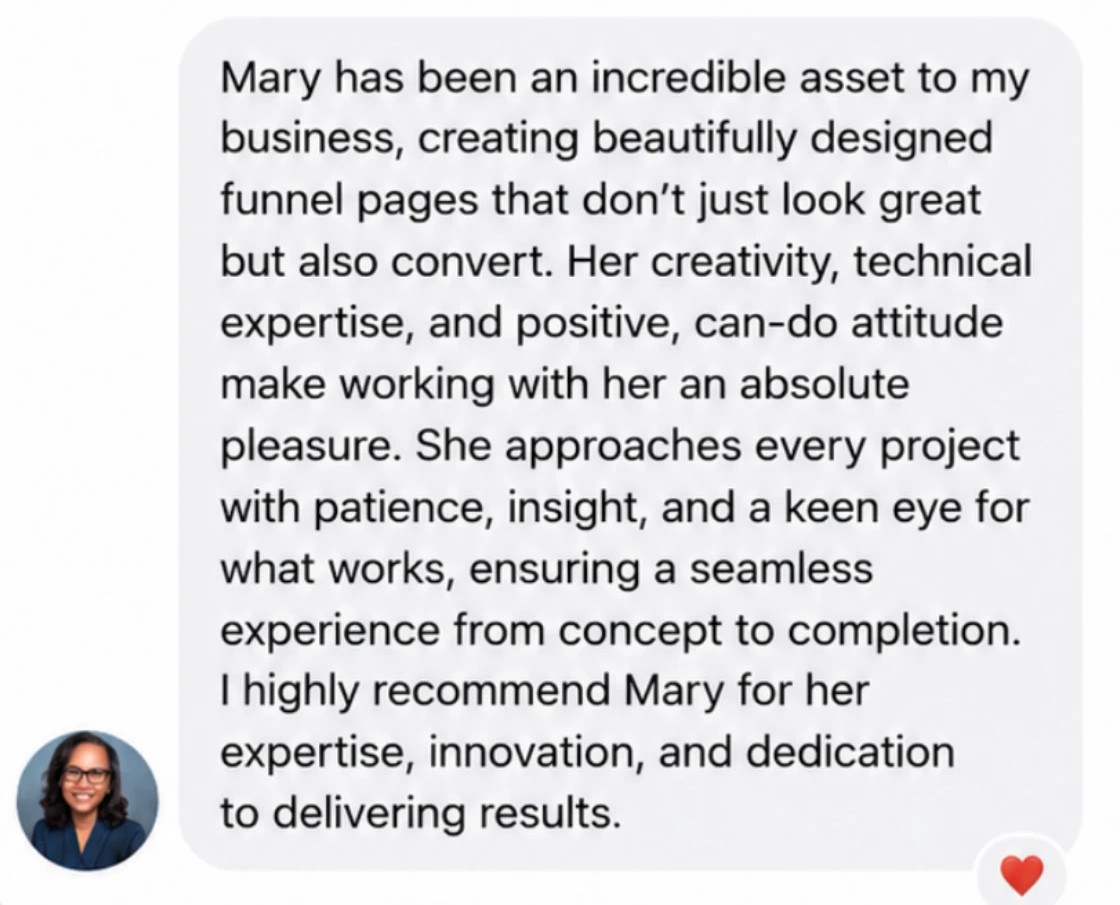 Mary has been an incredible asset to my
business, creating beautifully designed
funnel pages that don’t just look great
but also convert. Her creativity, technical
expertise, and positive, can-do attitude
make working with her an absolute
pleasure. She approaches every project
with patience, insight, and a keen eye for
what works, ensuring a seamless
experience from concept to completion.
I highly recommend Mary for her
expertise, innovation, and dedication
to delivering results.